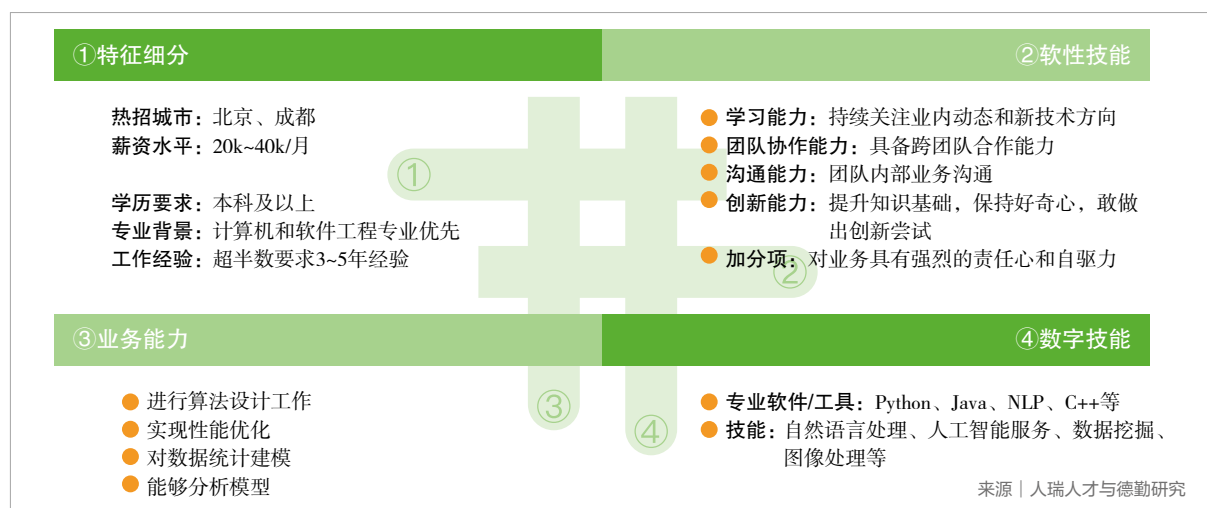 ①特征细分
②软性技能
热招城市：北京、成都
薪资水平：20k~40k/月
学历要求：本科及以上
专业背景：计算机和软件工程专业优先
工作经验：超半数要求3~5年经验
学习能力：持续关注业内动态和新技术方向
团队协作能力：具备跨团队合作能力
沟通能力：团队内部业务沟通
创新能力：提升知识基础，保持好奇心，敢做
出创新尝试
加分项：对业务具有强烈的责任心和自驱力
①
②
③业务能力
④数字技能
进行算法设计工作
实现性能优化
对数据统计建模
能够分析模型
③
④
专业软件/工具：Python、Java、NLP、C++等
技能：自然语言处理、人工智能服务、数据挖掘、
图像处理等
来源｜人瑞人才与德勤研究